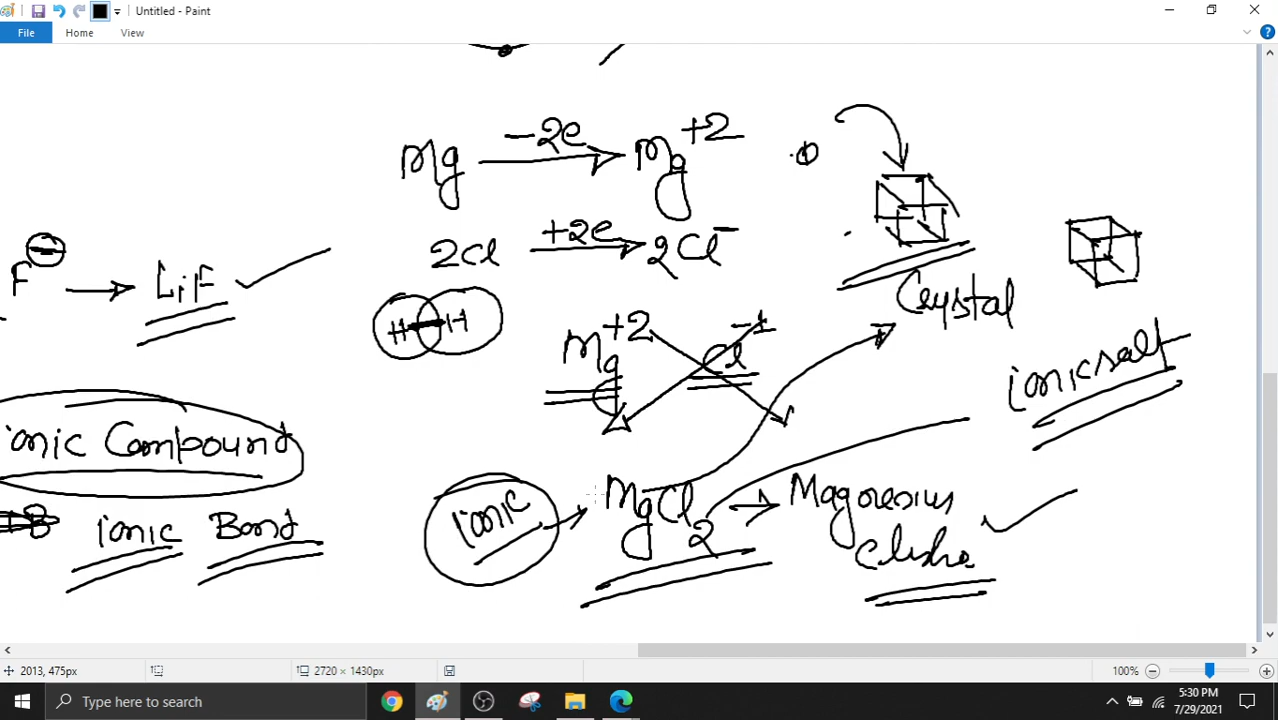 Untitled - Paint
File Home View
Mg -2e Mg +2
2Cl +2e 2Cl -
F - LiF
H H
Crystal
Mg +2 Cl -1
ionic salt
ionic Compound
ionic MgCl2
ionic Bond
2013, 475px
2720 × 1430px
100%
Type here to search
5:30 PM
7/29/2021